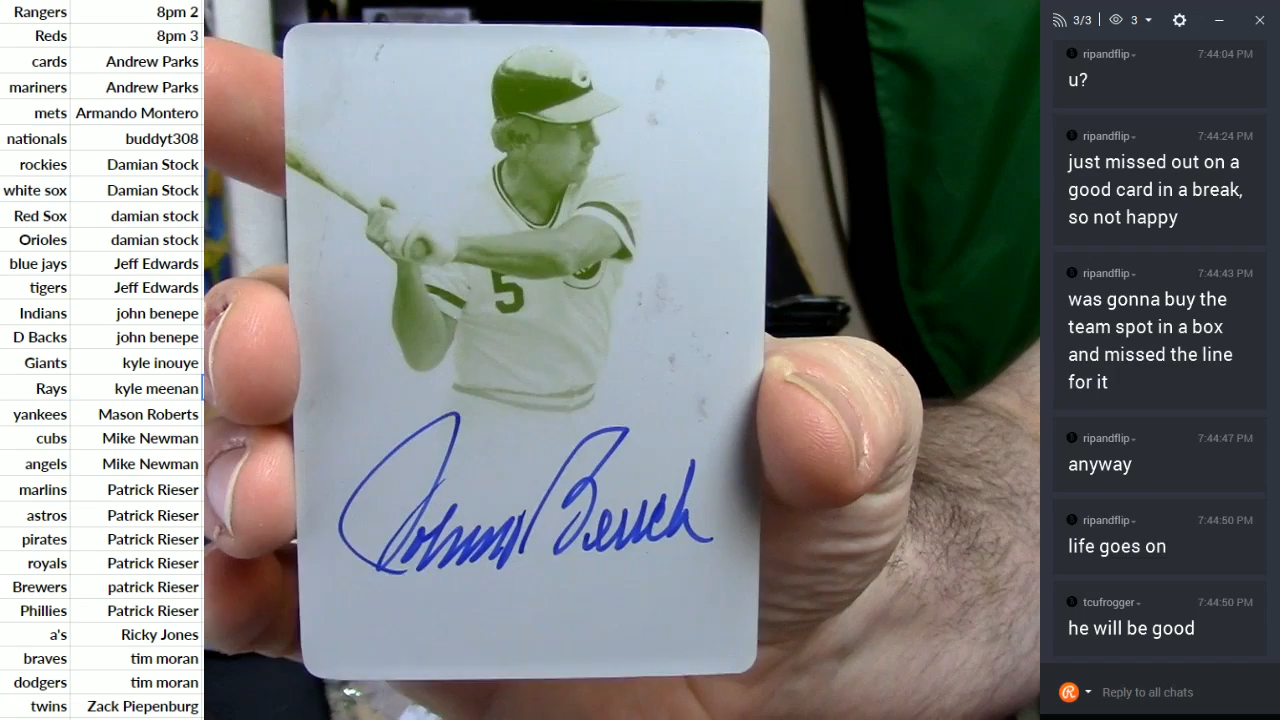 Rangers 8pm 2
Reds 8pm 3
cards Andrew Parks
mariners Andrew Parks
mets Armando Montero
nationals buddyt308
rockies Damian Stock
white sox Damian Stock
Red Sox damian stock
Orioles damian stock
blue jays Jeff Edwards
tigers Jeff Edwards
Indians john benepe
D Backs john benepe
Giants kyle inouye
Rays kyle meenan
yankees Mason Roberts
cubs Mike Newman
angels Mike Newman
marlins Patrick Rieser
astros Patrick Rieser
pirates Patrick Rieser
royals Patrick Rieser
Brewers patrick Rieser
Phillies Patrick Rieser
a's Ricky Jones
braves tim moran
dodgers tim moran
twins Zack Piepenburg
C
5
Johnny Bench
3/3 3
ripandflip 7:44:04 PM
u?
ripandflip 7:44:24 PM
just missed out on a
good card in a break,
so not happy
ripandflip 7:44:43 PM
was gonna buy the
team spot in a box
and missed the line
for it
ripandflip 7:44:47 PM
anyway
ripandflip 7:44:50 PM
life goes on
tcufrogger 7:44:50 PM
he will be good
Reply to all chats